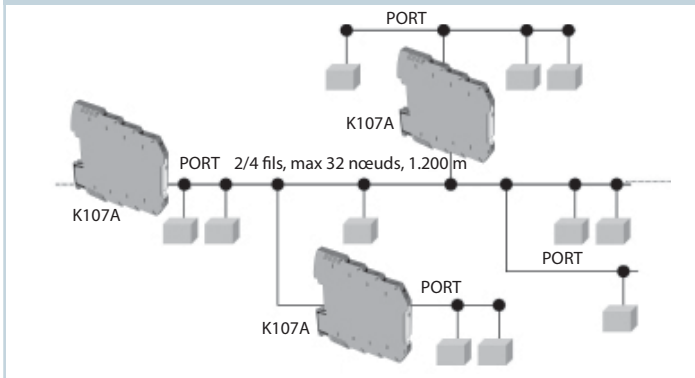 PORT
K107A
PORT 2/4 fils, max 32 nœuds, 1.200 m
K107A
PORT
PORT
K107A